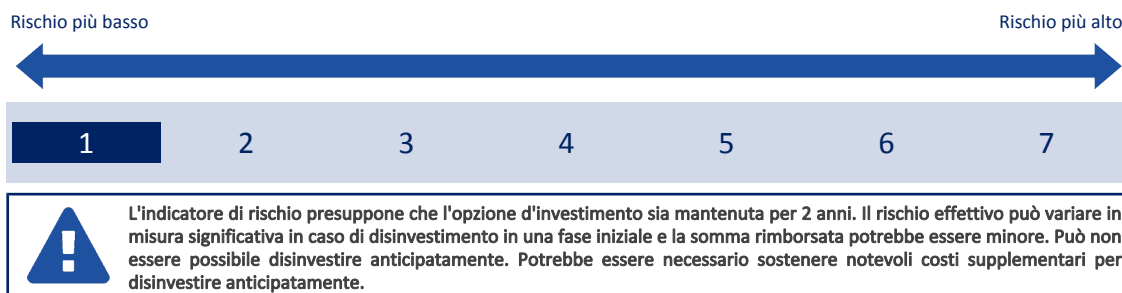 Rischio più basso Rischio più alto
1 2 3 4 5 6 7
L'indicatore di rischio presuppone che l'opzione d'investimento sia mantenuta per 2 anni. Il rischio effettivo può variare in
misura significativa in caso di disinvestimento in una fase iniziale e la somma rimborsata potrebbe essere minore. Può non
essere possibile disinvestire anticipatamente. Potrebbe essere necessario sostenere notevoli costi supplementari per
disinvestire anticipatamente.